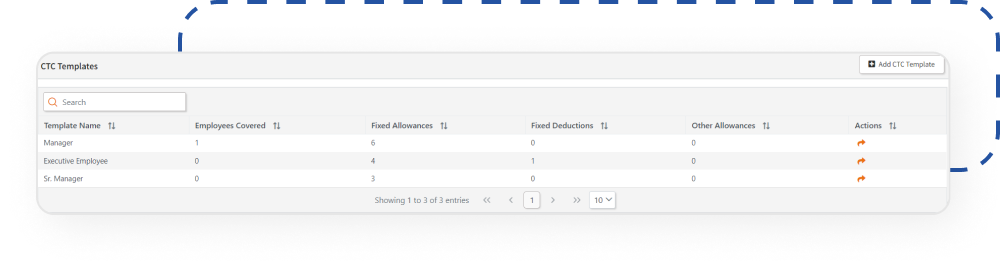 CTC Templates
Add CTC Template
Search
Template Name Employees Covered Fixed Allowances Fixed Deductions Other Allowances Actions
Manager 1 6 0 0
Executive Employee 0 4 1 0
Sr. Manager 0 3 0 0
Showing 1 to 3 of 3 entries << < 1 > >> 10